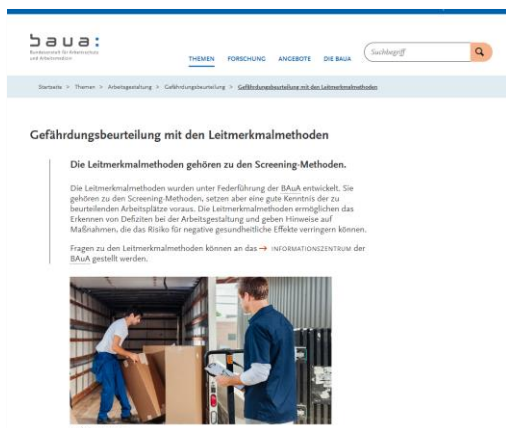 baua:
Bundesanstalt für Arbeitsschutz
und Arbeitsmedizin
THEMEN FORSCHUNG ANGEBOTE DIE BAUA
Suchbegriff
Startseite > Themen > Arbeitsgestaltung > Gefährdungsbeurteilung > Gefährdungsbeurteilung mit den Leitmerkmalmethoden
Gefährdungsbeurteilung mit den Leitmerkmalmethoden
Die Leitmerkmalmethoden gehören zu den Screening-Methoden.
Die Leitmerkmalmethoden wurden unter Federführung der BAuA entwickelt. Sie
gehören zu den Screening-Methoden, setzen aber eine gute Kenntnis der zu
beurteilenden Arbeitsplätze voraus. Die Leitmerkmalmethoden ermöglichen das
Erkennen von Defiziten bei der Arbeitsgestaltung und geben Hinweise auf
Maßnahmen, die das Risiko für negative gesundheitliche Effekte verringern können.
Fragen zu den Leitmerkmalmethoden können an das → INFORMATIONSZENTRUM der
BAuA gestellt werden.